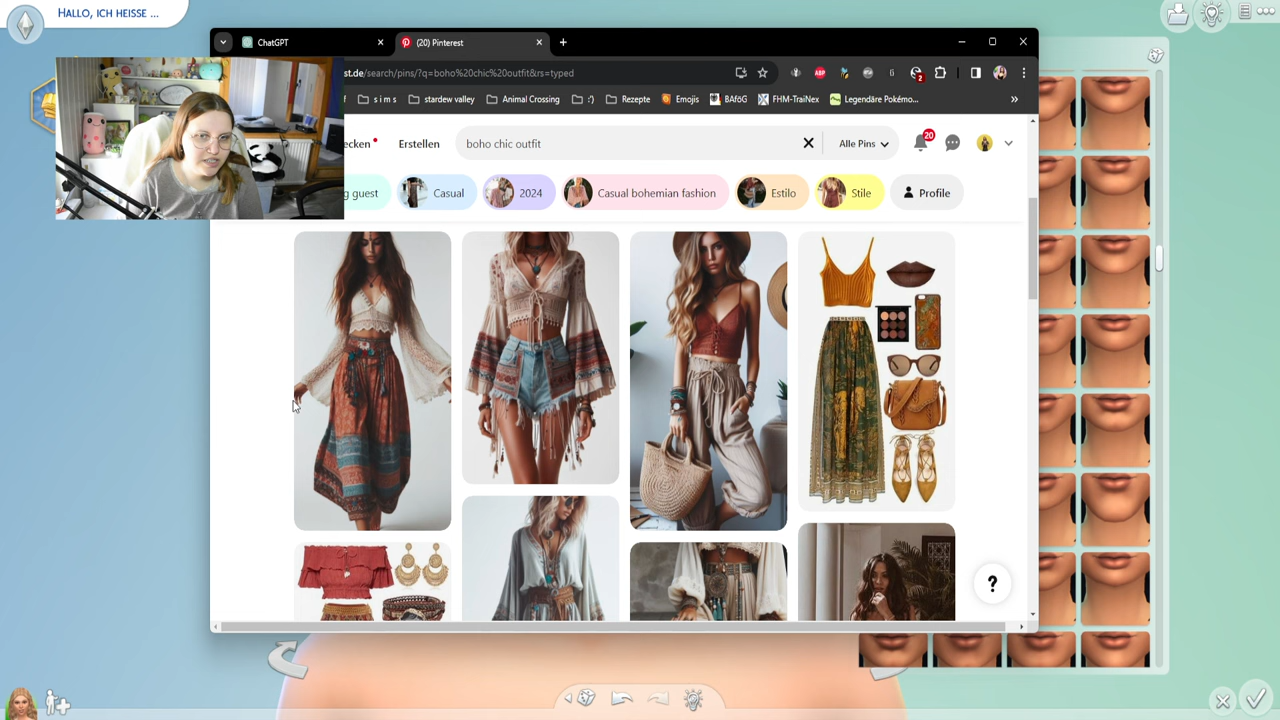 HALLO, ICH HEISSE ...
ChatGPT
(20) Pinterest
st.de/search/pins/?q=boho%20chic%20outfit&rs=typed
sims
stardew valley
Animal Crossing
:')
Rezepte
Emojis
BAföG
FHM-TraiNex
Legendäre Pokémo...
ecken
Erstellen
boho chic outfit
Alle Pins
20
g guest
Casual
2024
Casual bohemian fashion
Estilo
Stile
Profile
?